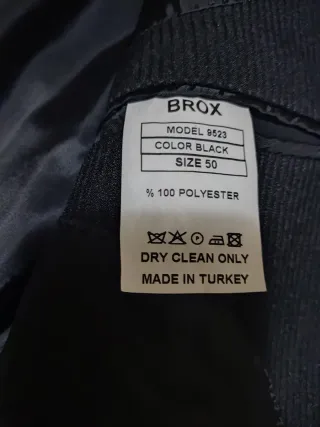 BROX
MODEL 9523
COLOR BLACK
SIZE 50
% 100 POLYESTER
DRY CLEAN ONLY
MADE IN TURKEY